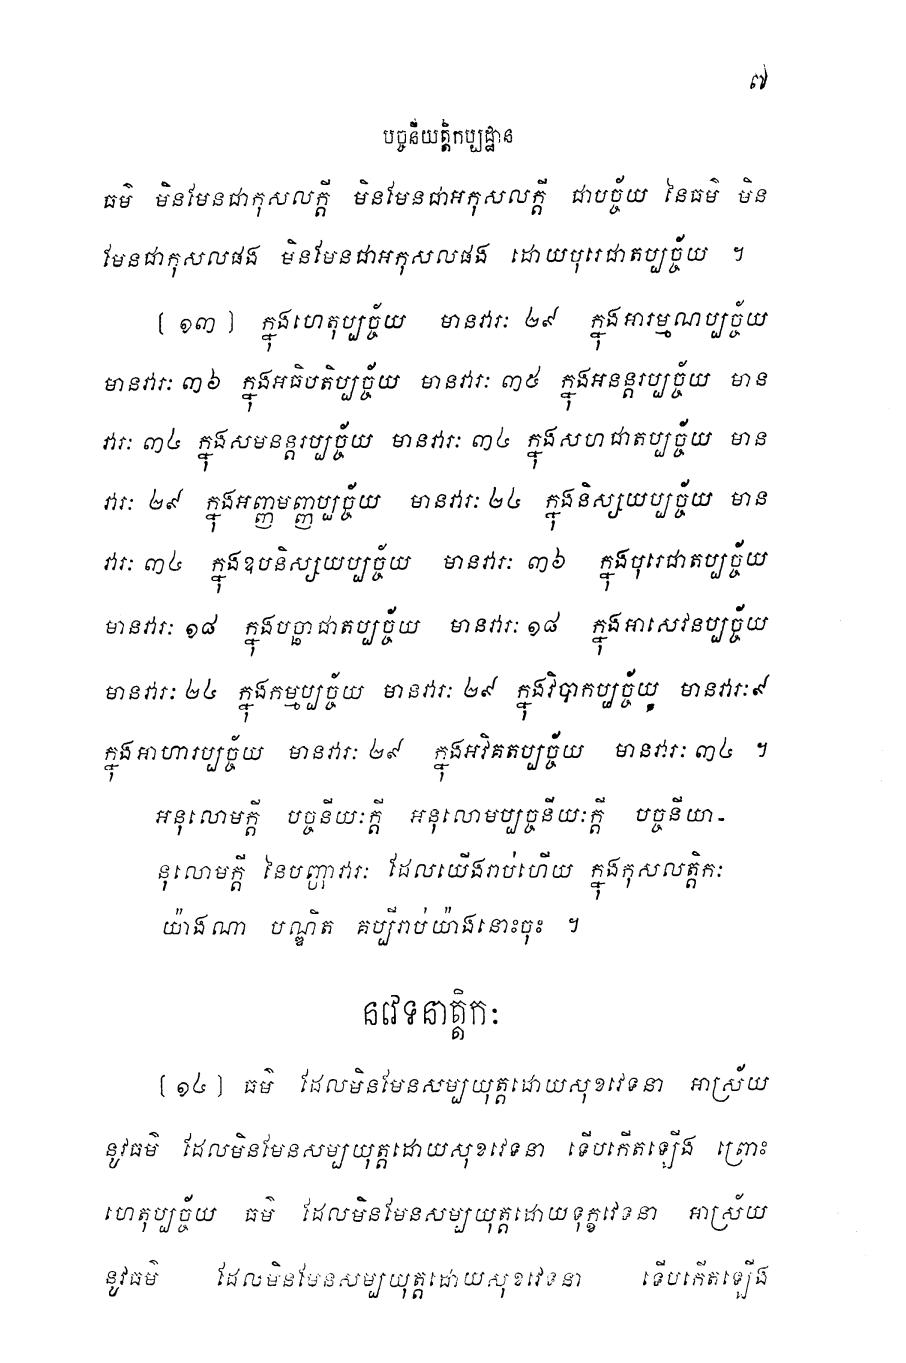 ៧
បច្ចនីយត្តិកប្បដ្ឋាន
ធម៌ មិនមែនជាកុសលក្ដី មិនមែនជាអកុសលក្ដី ជាបច្ច័យ នៃធម៌ មិន
មែនជាកុសលផង មិនមែនជាអកុសលផង ដោយបុរេជាតប្បច្ច័យ ។
[ ១៣ ] ក្នុងហេតុប្បច្ច័យ មានវារៈ ២៩ ក្នុងអារម្មណប្បច្ច័យ
មានវារៈ ៣៦ ក្នុងអធិបតិប្បច្ច័យ មានវារៈ ៣៥ ក្នុងអនន្តរប្បច្ច័យ មាន
វារៈ ៣៤ ក្នុងសមនន្តរប្បច្ច័យ មានវារៈ ៣៤ ក្នុងសហជាតប្បច្ច័យ មាន
វារៈ ២៩ ក្នុងអញ្ញមញ្ញប្បច្ច័យ មានវារៈ ២៤ ក្នុងនិស្សយប្បច្ច័យ មាន
វារៈ ៣៤ ក្នុងឧបនិស្សយប្បច្ច័យ មានវារៈ ៣៦ ក្នុងបុរេជាតប្បច្ច័យ
មានវារៈ ១៨ ក្នុងបច្ឆាជាតប្បច្ច័យ មានវារៈ ១៨ ក្នុងអាសេវនប្បច្ច័យ
មានវារៈ ២៤ ក្នុងកម្មប្បច្ច័យ មានវារៈ ២៩ ក្នុងវិបាកប្បច្ច័យ មានវារៈ៩
ក្នុងអាហារប្បច្ច័យ មានវារៈ ២៩ ក្នុងអវិគតប្បច្ច័យ មានវារៈ ៣៤ ។
អនុលោមក្ដី បច្ចនីយៈក្ដី អនុលោមប្បច្ចនីយៈក្ដី បច្ចនីយា-
នុលោមក្ដី នៃបញ្ហាវារៈ ដែលយើងរាប់ហើយ ក្នុងកុសលត្តិកៈ
យ៉ាងណា បណ្ឌិត គប្បីរាប់យ៉ាងនោះចុះ ។
នវេទនាត្តិកៈ
[ ១៤ ] ធម៌ ដែលមិនមែនសម្បយុត្តដោយសុខវេទនា អាស្រ័យ
នូវធម៌ ដែលមិនមែនសម្បយុត្តដោយសុខវេទនា ទើបកើតឡើង ព្រោះ
ហេតុប្បច្ច័យ ធម៌ ដែលមិនមែនសម្បយុត្តដោយទុក្ខវេទនា អាស្រ័យ
នូវធម៌ ដែលមិនមែនសម្បយុត្តដោយសុខវេទនា ទើបកើតឡើង